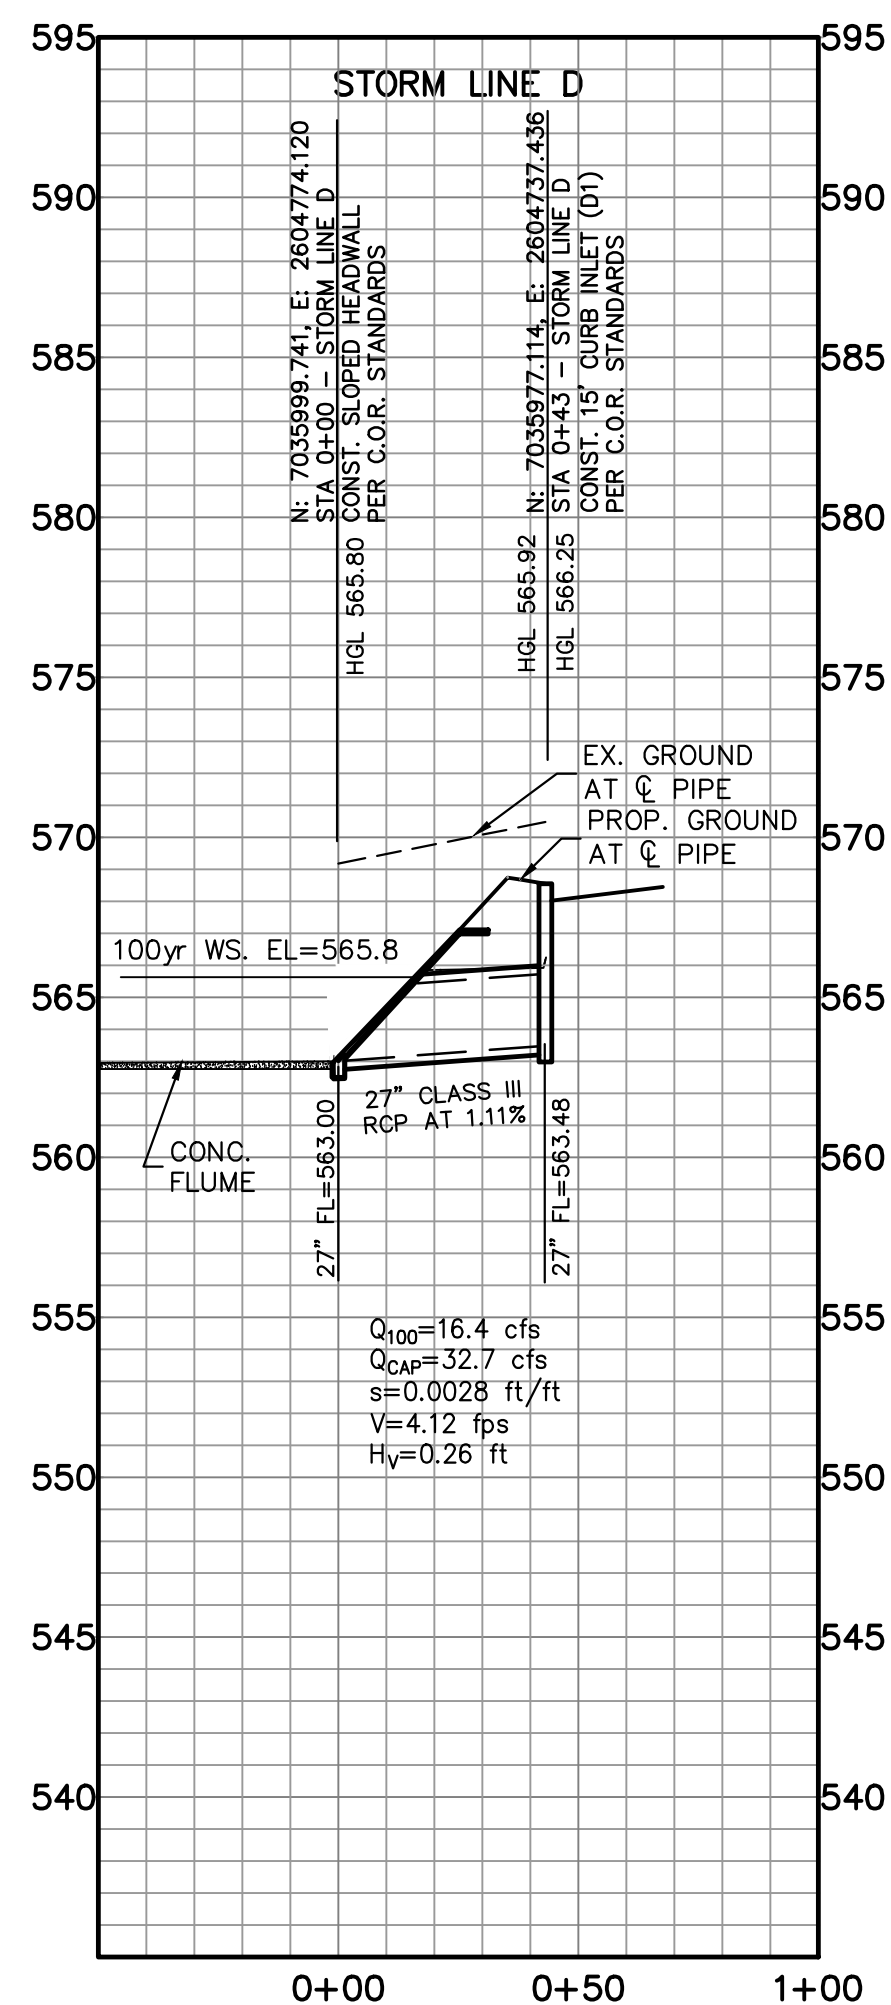 STORM LINE D
595
590
585
580
575
570
565
560
555
550
545
540
595
590
585
580
575
570
565
560
555
550
545
540
N: 7035999.741, E: 2604774.120
STA 0+00 – STORM LINE D
CONST. SLOPED HEADWALL
PER C.O.R. STANDARDS
HGL 565.80
N: 7035977.114, E: 2604737.436
STA 0+43 – STORM LINE D
CONST. 15' CURB INLET (D1)
PER C.O.R. STANDARDS
HGL 565.92
HGL 566.25
EX. GROUND
AT ℄ PIPE
PROP. GROUND
AT ℄ PIPE
100yr WS. EL=565.8
CONC.
FLUME
27" CLASS III
RCP AT 1.11%
27" FL=563.00
27" FL=563.48
Q100=16.4 cfs
QCAP=32.7 cfs
s=0.0028 ft/ft
V=4.12 fps
HV=0.26 ft
0+00
0+50
1+00